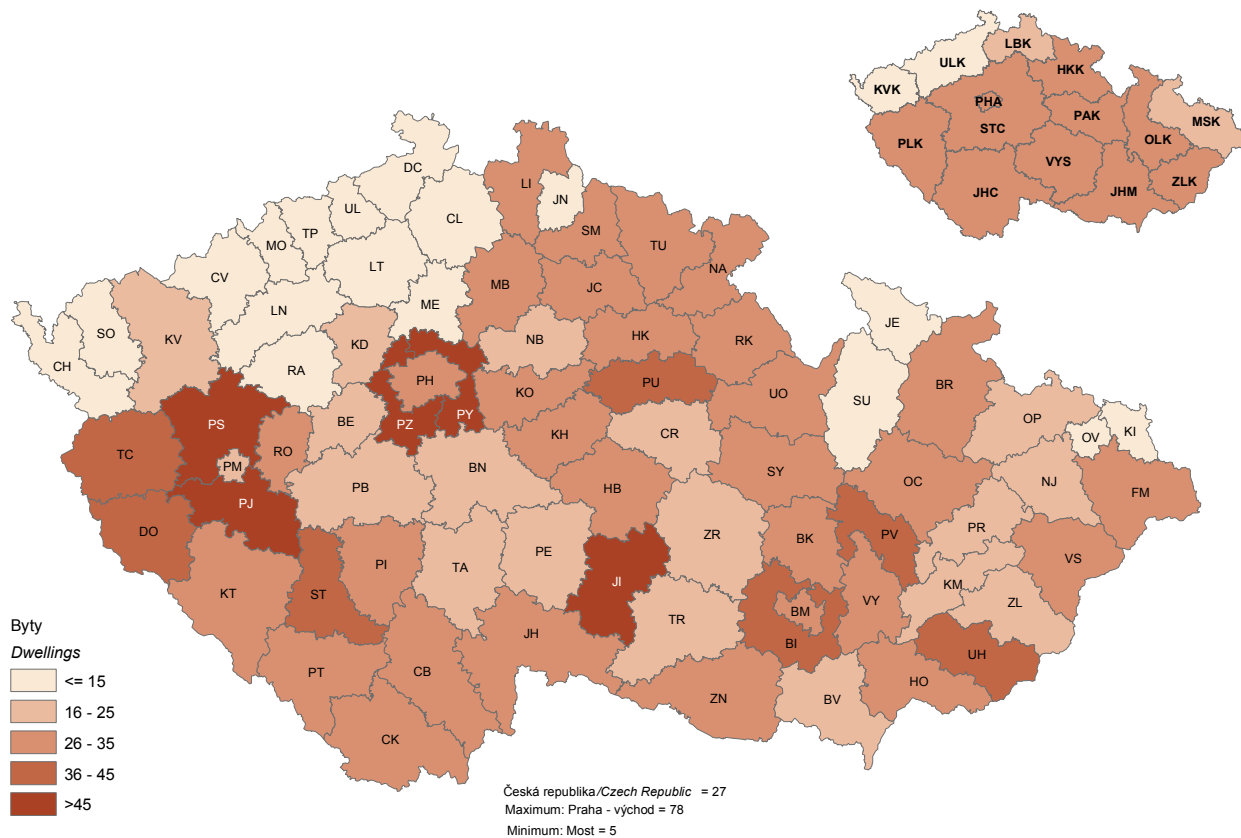 LBK
ULK
HKK
KVK
PHA
PAK
MSK
STC
OLK
PLK
VYS
ZLK
JHC
JHM
DC
LI
JN
UL
CL
TP
SM
TU
MO
LT
NA
CV
MB
JC
ME
LN
SO
KV
JE
KD
NB
HK
RK
CH
RA
BR
PH
PU
KO
UO
SU
OP
PS
PZ
PY
BE
CR
KH
OV
KI
TC
RO
PM
BN
SY
OC
NJ
FM
PB
HB
PJ
PR
DO
PV
ZR
BK
PE
JI
VS
TA
PI
KM
KT
ST
ZL
BM
VY
TR
JH
BI
UH
PT
CB
ZN
BV
HO
CK
Byty
Dwellings
<= 15
16 - 25
26 - 35
36 - 45
>45
Česká republika/Czech Republic = 27
Maximum: Praha - východ = 78
Minimum: Most = 5